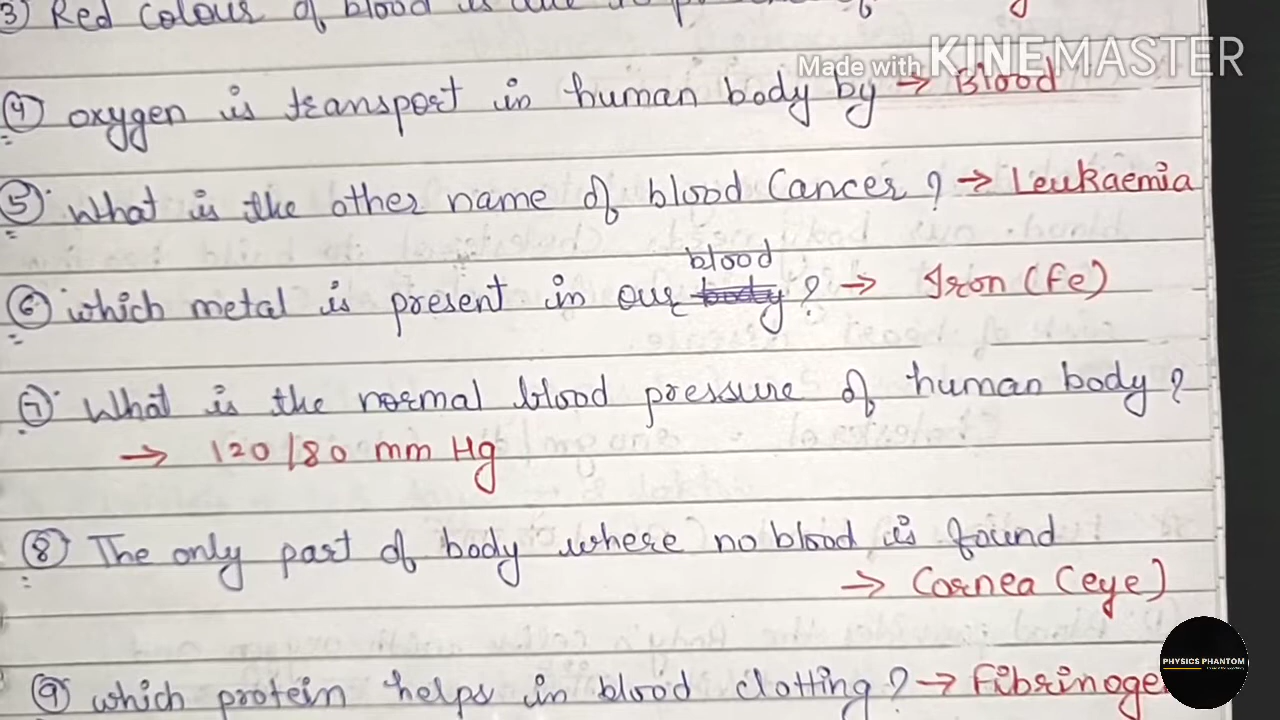 3) Red Colour of blood is due
Made with KINEMASTER
④ oxygen is transport in human body by → Blood
⑤ What is the other name of blood Cancer? → Leukaemia
blood
⑥ which metal is present in our body? → Iron (Fe)
⑦ What is the normal blood pressure of human body?
→ 120/80 mm Hg
⑧ The only part of body where no blood is found
→ Cornea (eye)
⑨ which protein helps in blood clotting? → Fibrinoge
PHYSICS PHANTOM